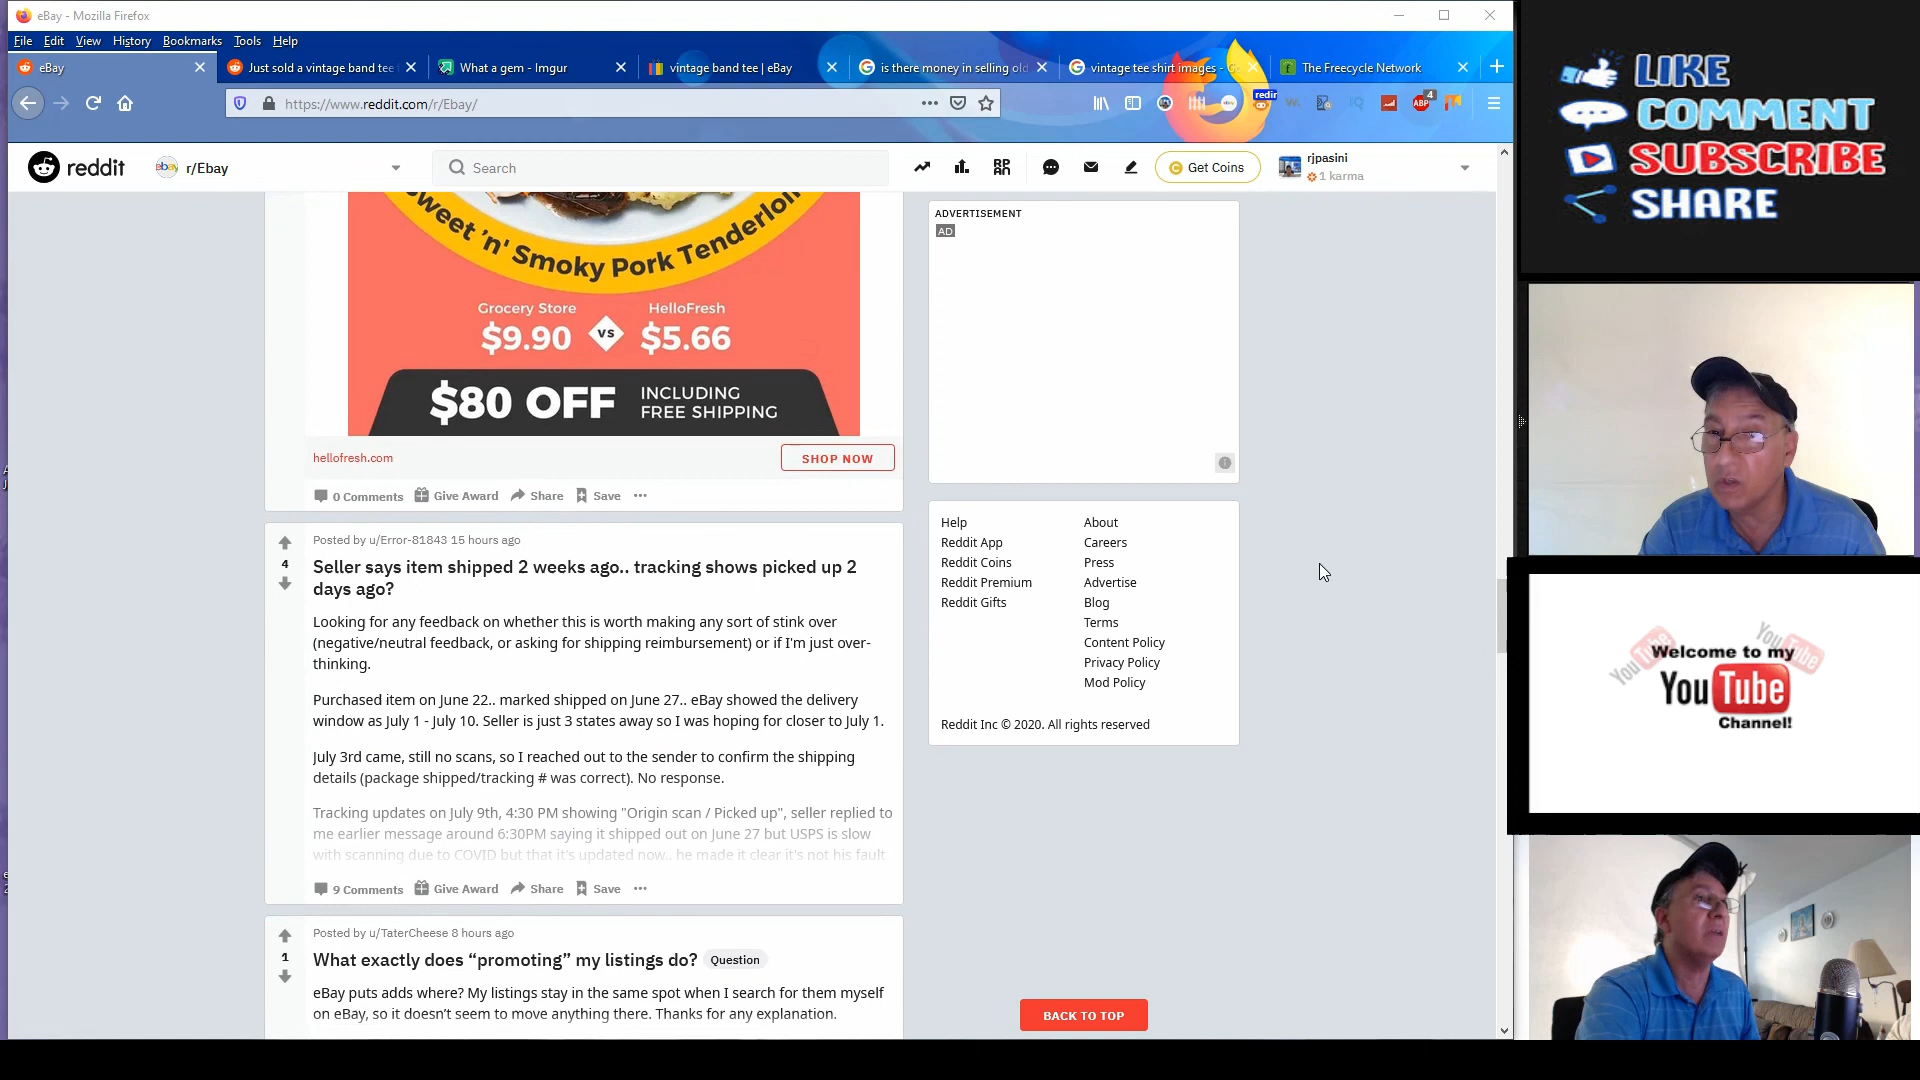 eBay - Mozilla Firefox
File Edit View History Bookmarks Tools Help
eBay
Just sold a vintage band tee
What a gem - Imgur
vintage band tee | eBay
is there money in selling old
vintage tee shirt images -
The Freecycle Network
https://www.reddit.com/r/Ebay/
redir
ABP
4
reddit
ebay
r/Ebay
Search
Get Coins
rjpasini
1 karma
Sweet 'n' Smoky Pork Tenderloin
Grocery Store
$9.90
VS
HelloFresh
$5.66
$80 OFF
INCLUDING
FREE SHIPPING
hellofresh.com
SHOP NOW
0 Comments Give Award Share Save
Posted by u/Error-81843 15 hours ago
4
Seller says item shipped 2 weeks ago.. tracking shows picked up 2
days ago?
Looking for any feedback on whether this is worth making any sort of stink over
(negative/neutral feedback, or asking for shipping reimbursement) or if I'm just over-
thinking.
Purchased item on June 22.. marked shipped on June 27.. eBay showed the delivery
window as July 1 - July 10. Seller is just 3 states away so I was hoping for closer to July 1.
July 3rd came, still no scans, so I reached out to the sender to confirm the shipping
details (package shipped/tracking # was correct). No response.
Tracking updates on July 9th, 4:30 PM showing "Origin scan / Picked up", seller replied to
me earlier message around 6:30PM saying it shipped out on June 27 but USPS is slow
with scanning due to COVID but that it's updated now.. he made it clear it's not his fault
9 Comments Give Award Share Save
Posted by u/TaterCheese 8 hours ago
1
What exactly does “promoting” my listings do? Question
eBay puts adds where? My listings stay in the same spot when I search for them myself
on eBay, so it doesn’t seem to move anything there. Thanks for any explanation.
ADVERTISEMENT
AD
Help
Reddit App
Reddit Coins
Reddit Premium
Reddit Gifts
About
Careers
Press
Advertise
Blog
Terms
Content Policy
Privacy Policy
Mod Policy
Reddit Inc © 2020. All rights reserved
BACK TO TOP
LIKE
COMMENT
SUBSCRIBE
SHARE
YouTube
YouTube
Welcome to my
YouTube
Channel!